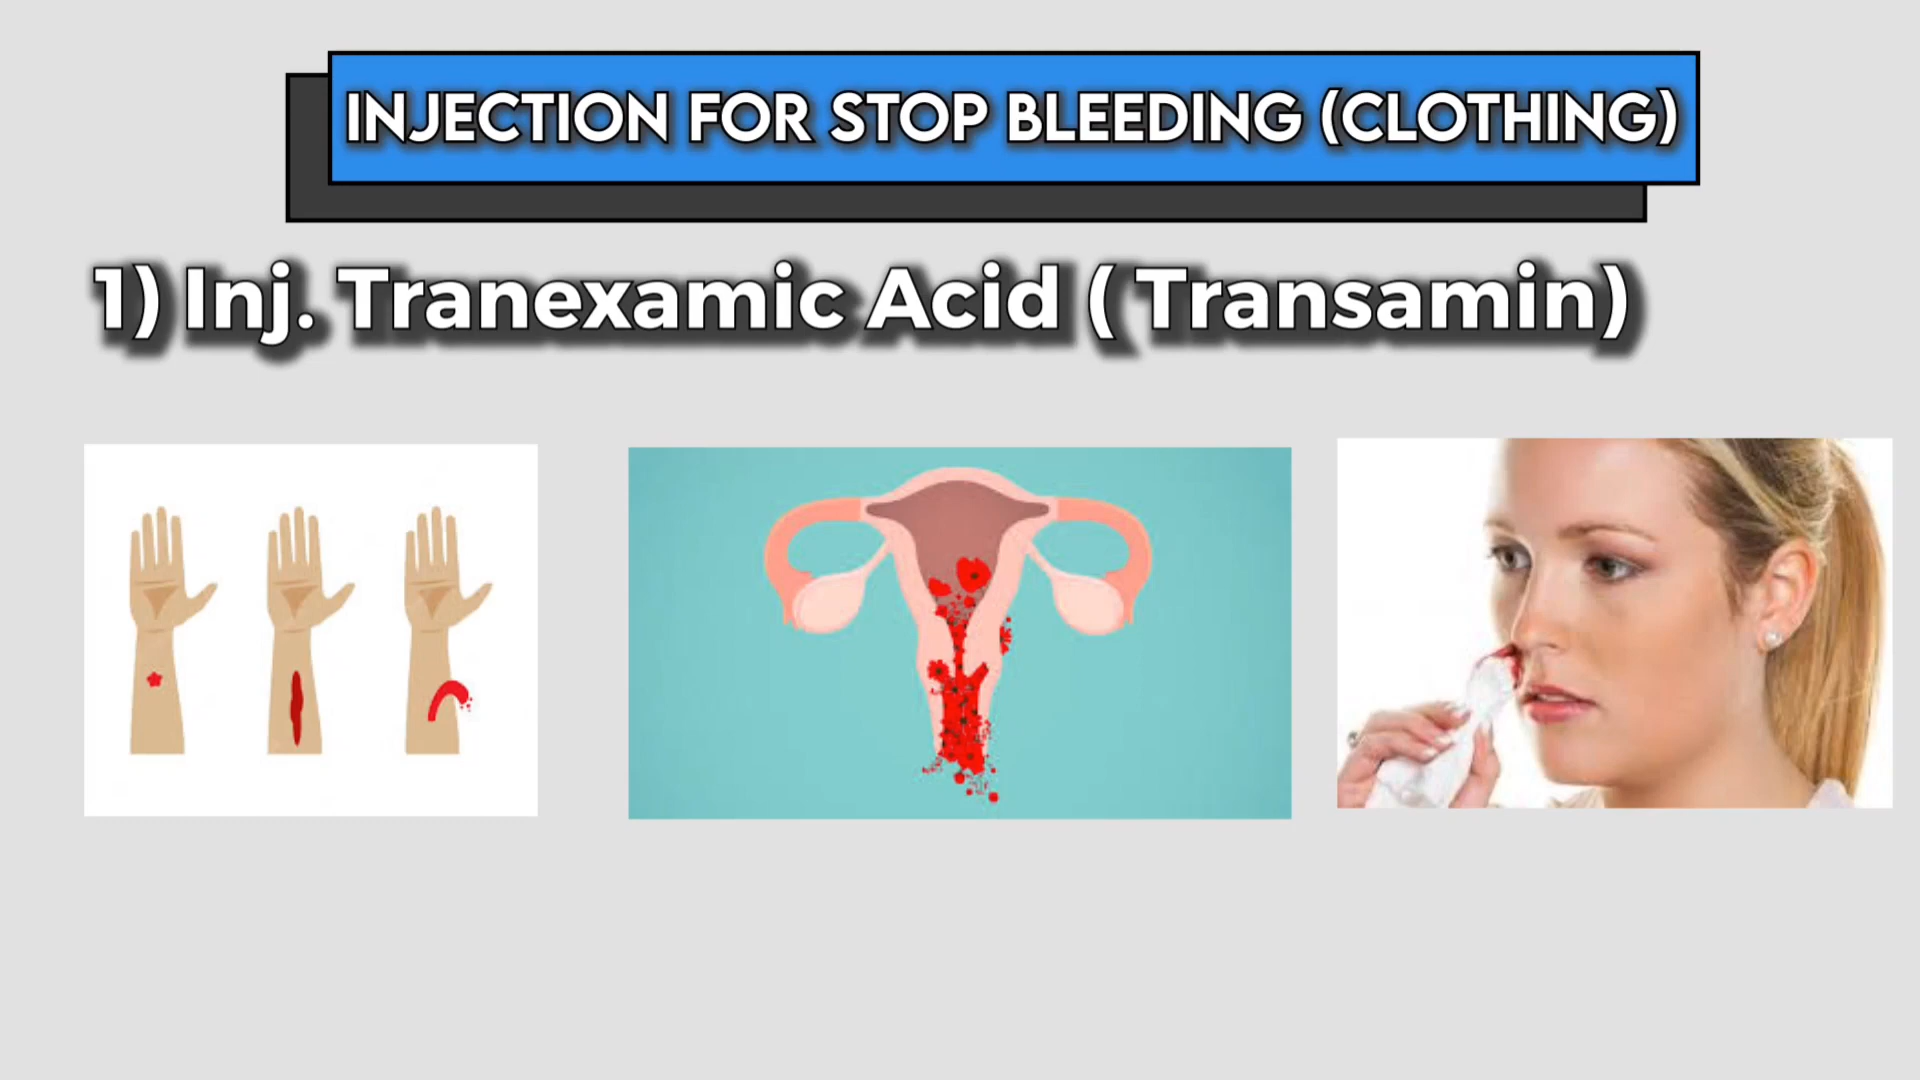 INJECTION FOR STOP BLEEDING (CLOTHING)
1) Inj. Tranexamic Acid ( Transamin)